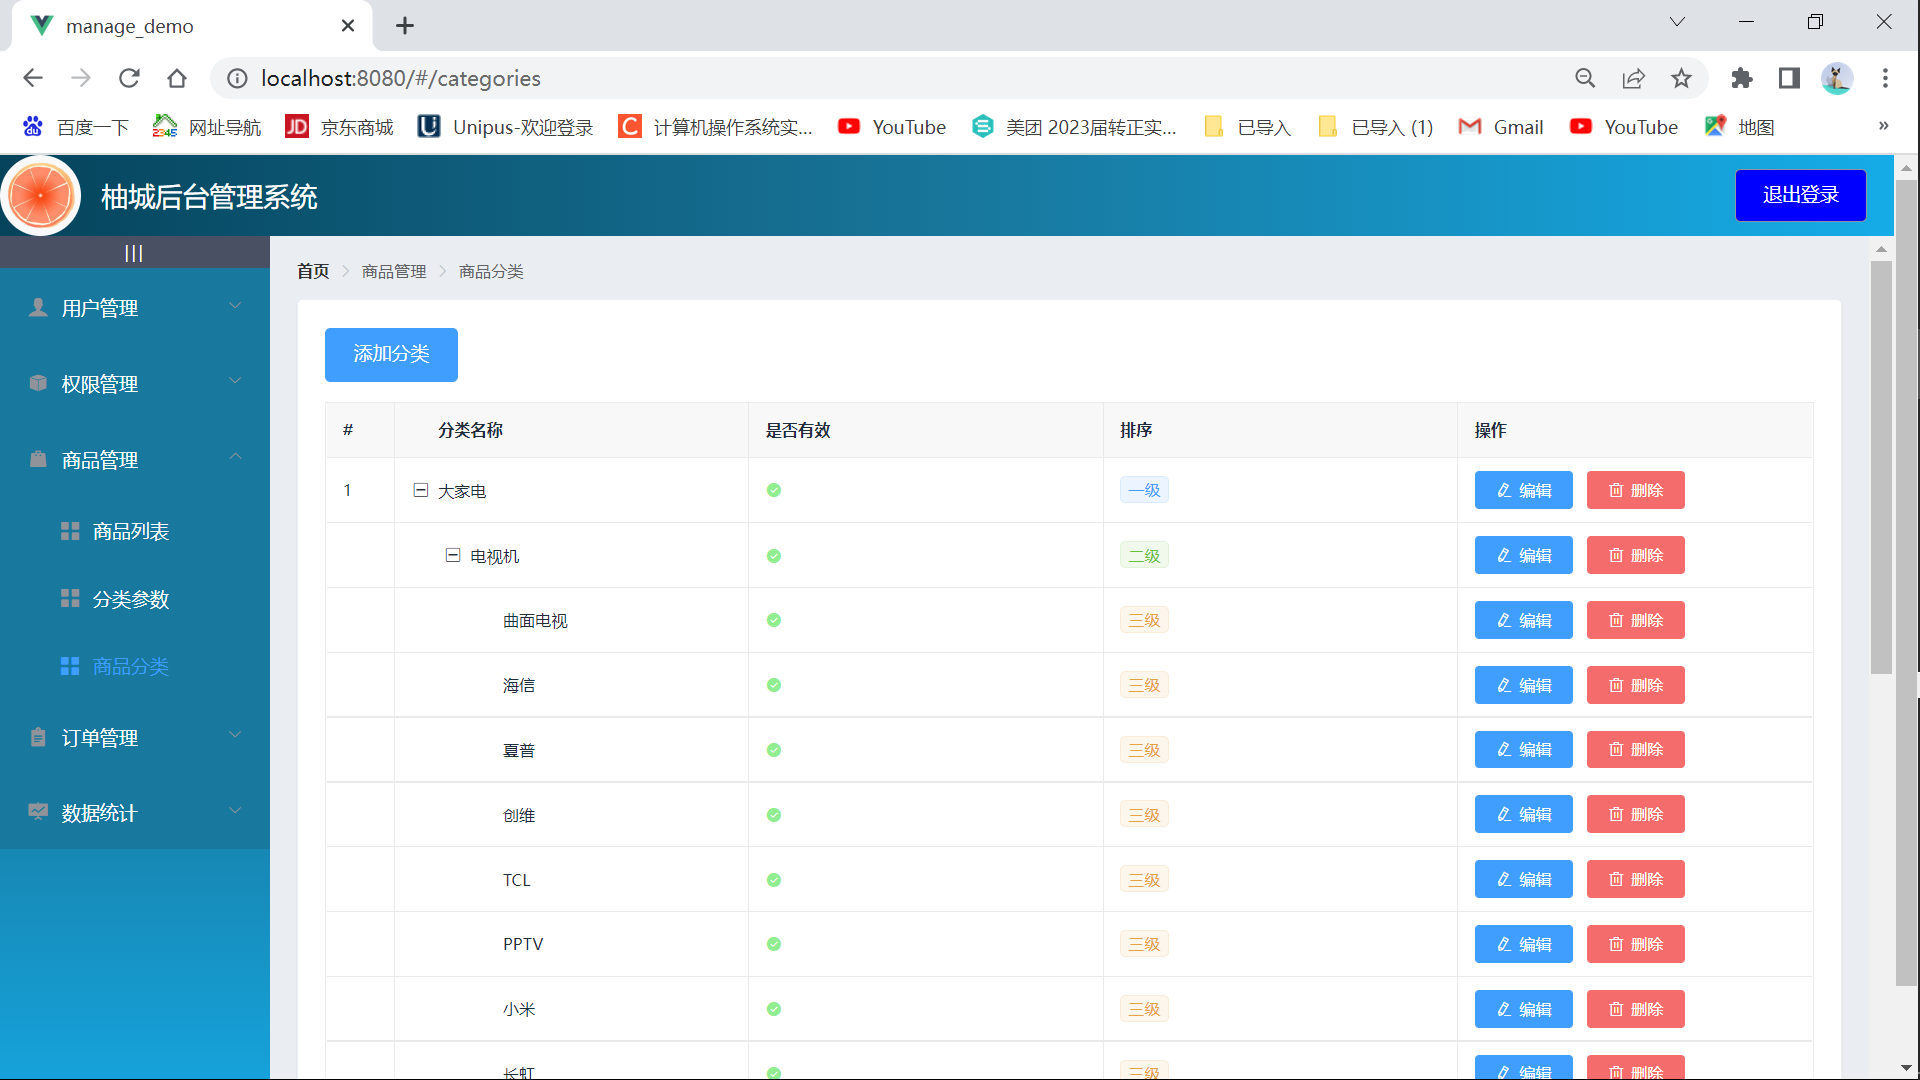 manage_demo
localhost:8080/#/categories
百度一下 网址导航 京东商城 Unipus-欢迎登录 计算机操作系统实... YouTube 美团 2023届转正实... 已导入 已导入 (1) Gmail YouTube 地图 »
柚城后台管理系统 退出登录
|||
首页 商品管理 商品分类
用户管理
权限管理
商品管理
商品列表
分类参数
商品分类
订单管理
数据统计
添加分类
# 分类名称 是否有效 排序 操作
1 大家电 一级 编辑 删除
电视机 二级 编辑 删除
曲面电视 三级 编辑 删除
海信 三级 编辑 删除
夏普 三级 编辑 删除
创维 三级 编辑 删除
TCL 三级 编辑 删除
PPTV 三级 编辑 删除
小米 三级 编辑 删除
长虹 三级 编辑 删除